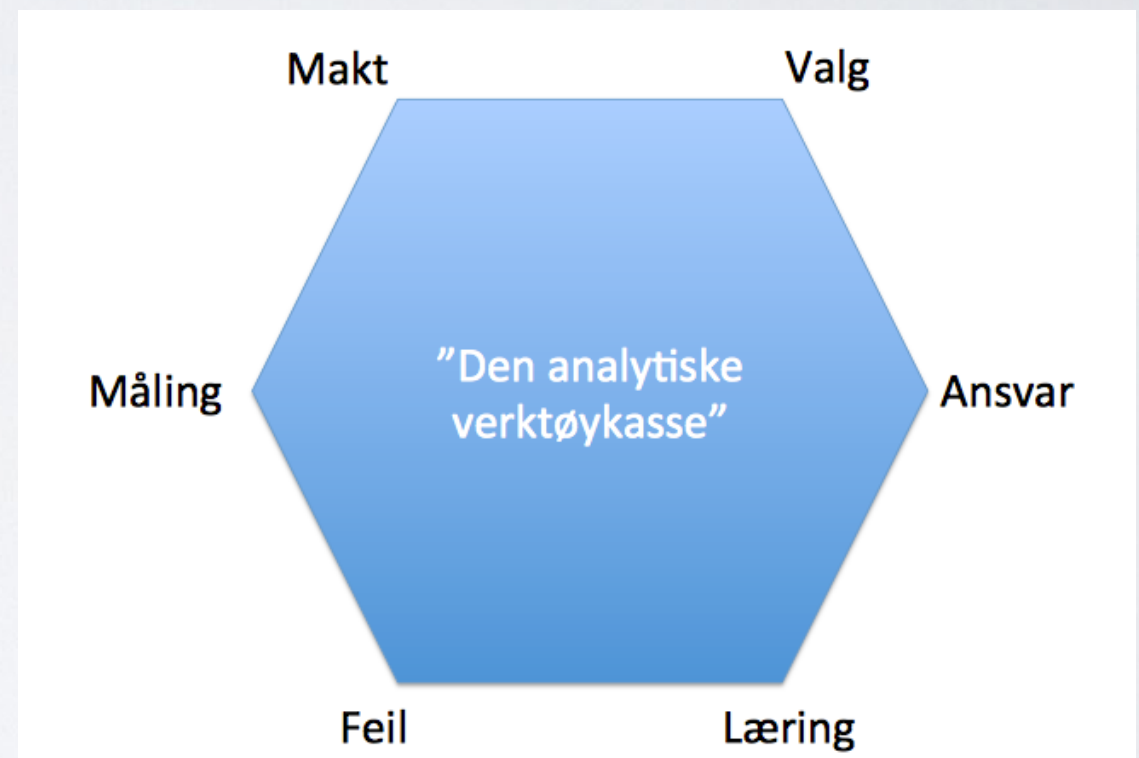 Makt
Valg
Måling
”Den analytiske
verktøykasse”
Ansvar
Feil
Læring